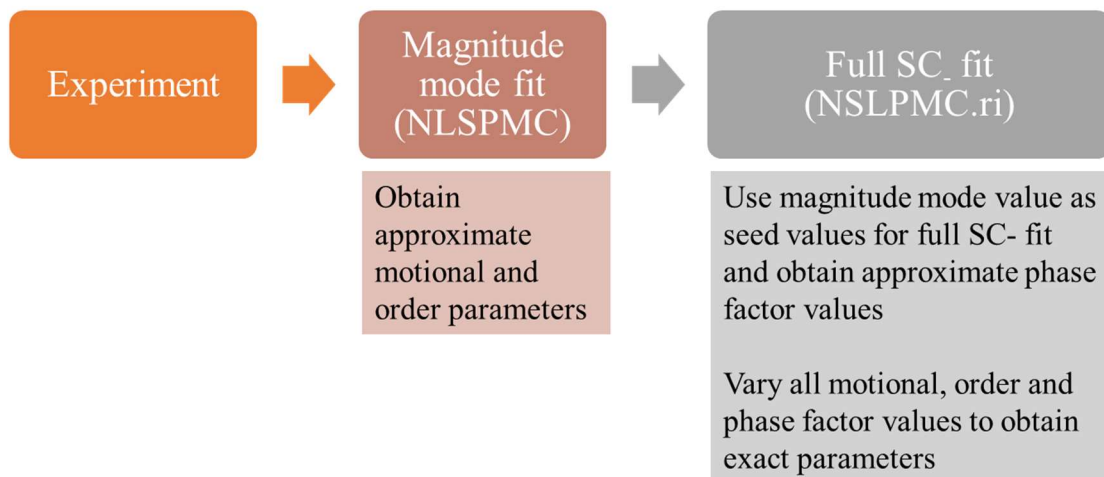 Experiment
Magnitude
mode fit
(NLSPMC)
Full SC_ fit
(NSLPMC.ri)
Obtain
approximate
motional and
order parameters
Use magnitude mode value as
seed values for full SC- fit
and obtain approximate phase
factor values
Vary all motional, order and
phase factor values to obtain
exact parameters